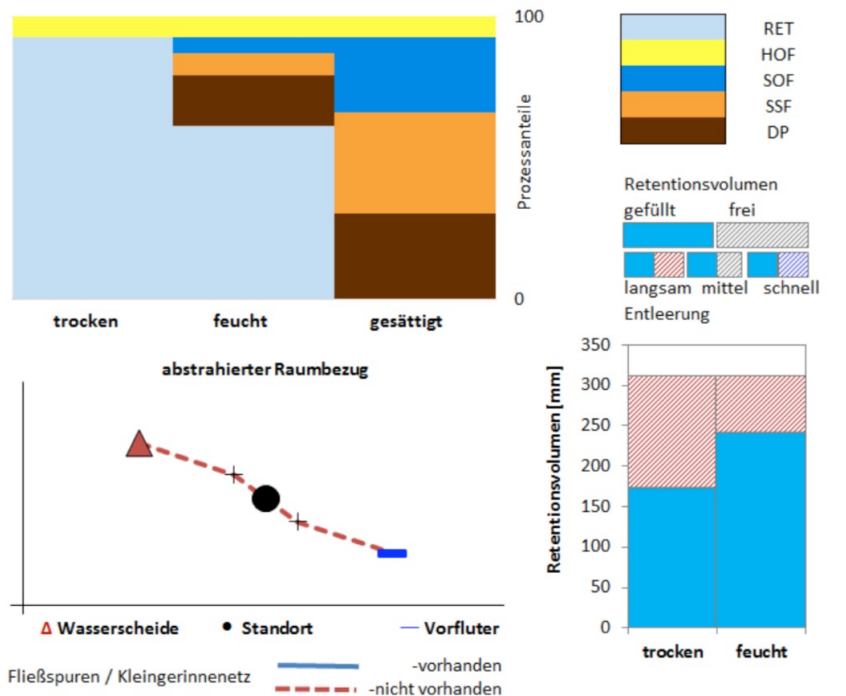 100
Prozessanteile
0
trocken feucht gesättigt
RET
HOF
SOF
SSF
DP
Retentionsvolumen
gefüllt frei
langsam mittel schnell
Entleerung
abstrahierter Raumbezug
Δ Wasserscheide • Standort — Vorfluter
Fließspuren / Kleingerinnenetz
-vorhanden
-nicht vorhanden
Retentionsvolumen [mm]
350
300
250
200
150
100
50
0
trocken feucht